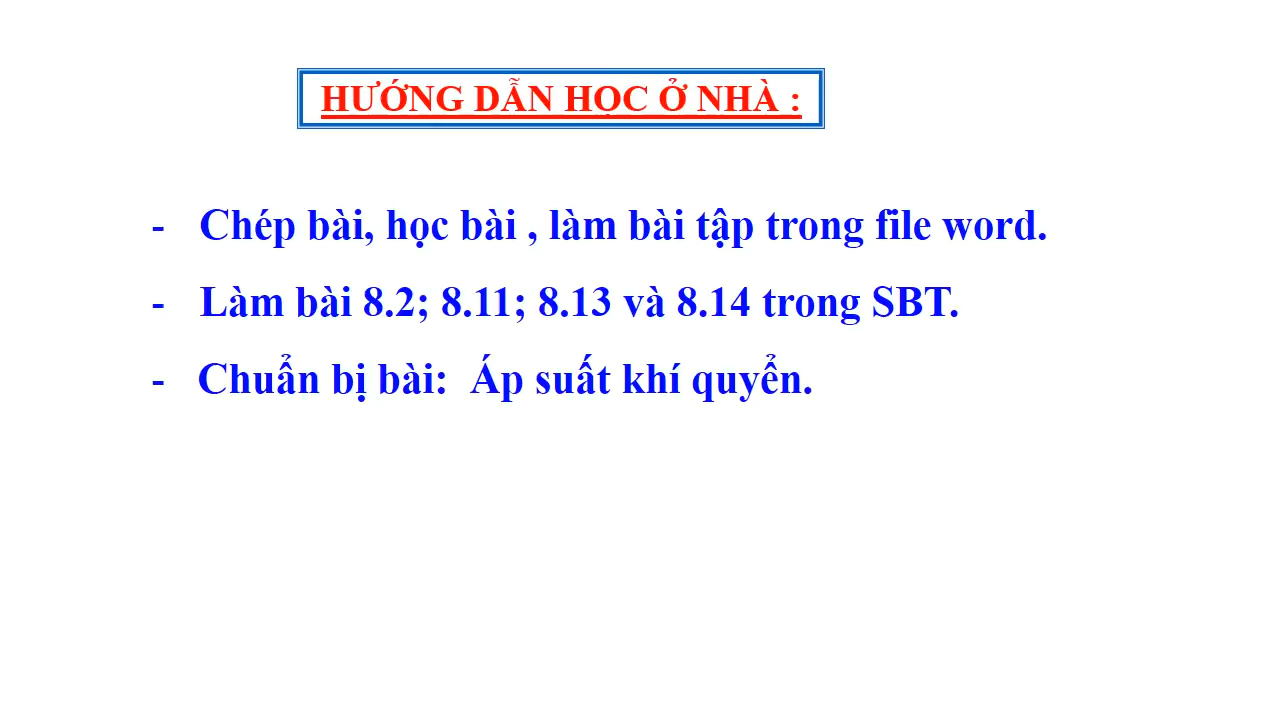 HƯỚNG DẪN HỌC Ở NHÀ :
- Chép bài, học bài , làm bài tập trong file word.
- Làm bài 8.2; 8.11; 8.13 và 8.14 trong SBT.
- Chuẩn bị bài: Áp suất khí quyển.